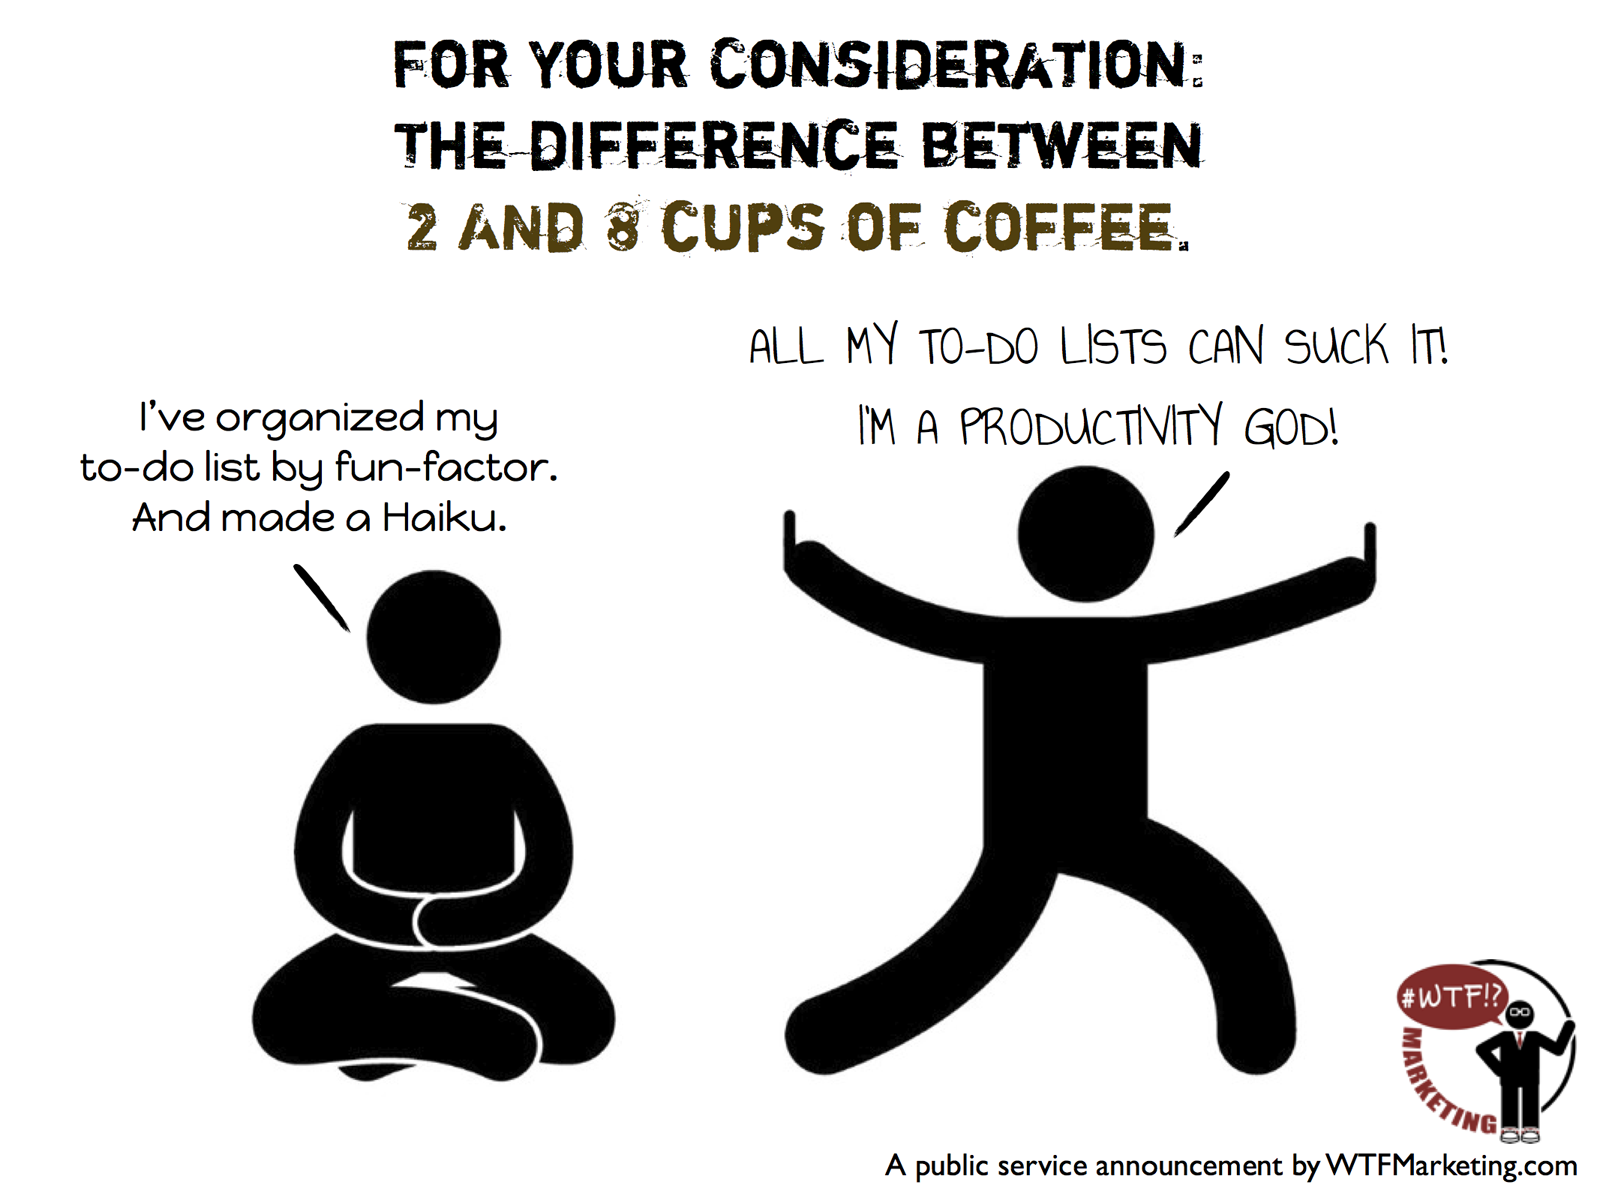 FOR YOUR CONSIDERATION:
THE DIFFERENCE BETWEEN
2 AND 8 CUPS OF COFFEE.
I've organized my
to-do list by fun-factor.
And made a Haiku.
ALL MY TO-DO LISTS CAN SUCK IT!
I'M A PRODUCTIVITY GOD!
#WTF!?
MARKETING
A public service announcement by WTFMarketing.com